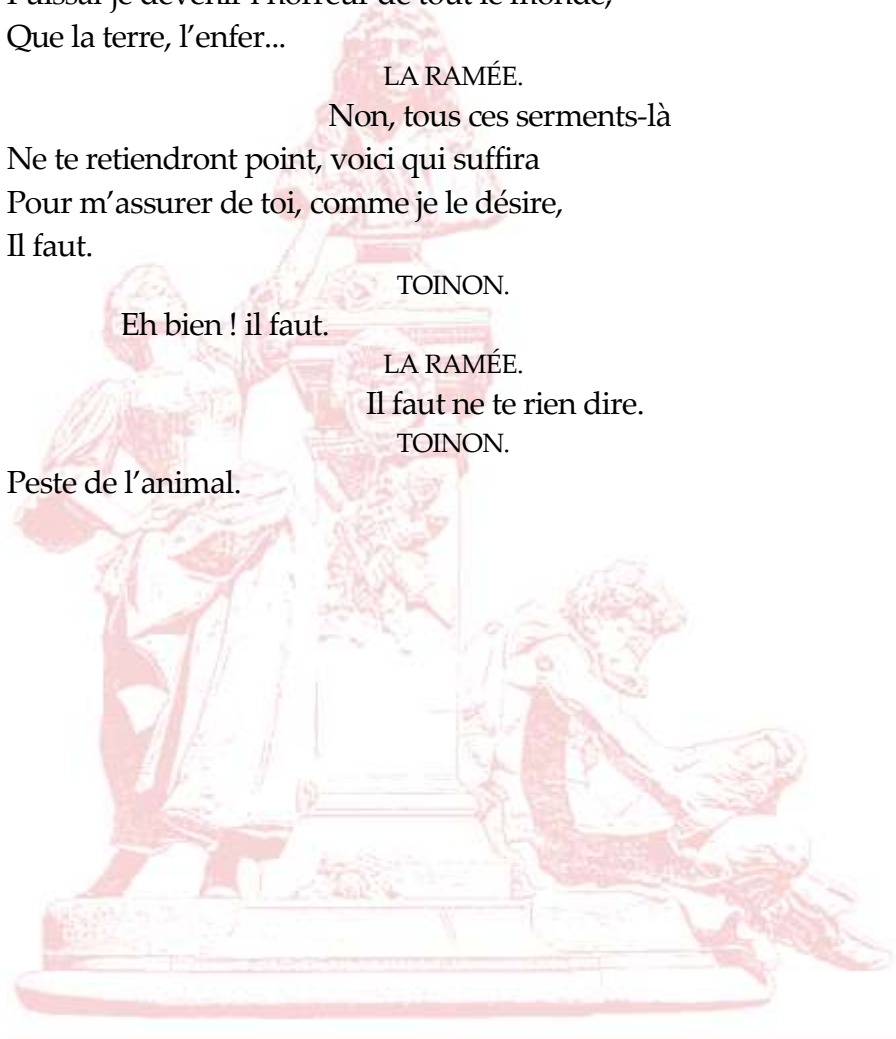 Que la terre, l'enfer...
LA RAMÉE.
Non, tous ces serments-là
Ne te retiendront point, voici qui suffira
Pour m'assurer de toi, comme je le désire,
Il faut.
TOINON.
Eh bien ! il faut.
LA RAMÉE.
Il faut ne te rien dire.
TOINON.
Peste de l'animal.